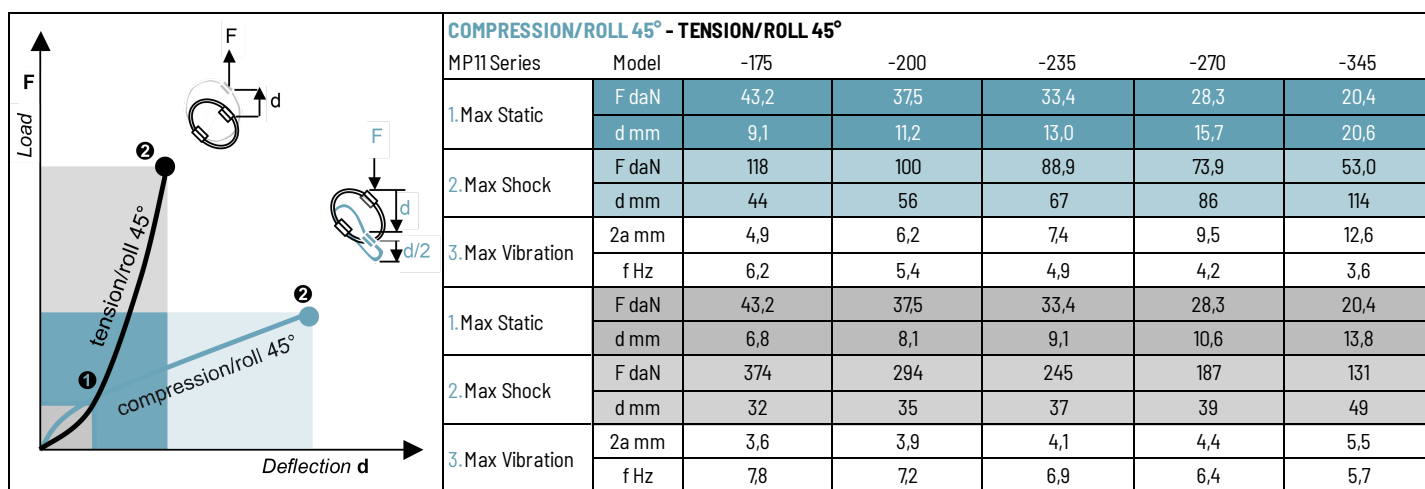 F
Load
F
d
❷
F
d
d/2
tension/roll 45°
❷
❶
compression/roll 45°
Deflection d
COMPRESSION/ROLL 45° - TENSION/ROLL 45°
MP11 Series Model -175 -200 -235 -270 -345
1.Max Static F daN 43,2 37,5 33,4 28,3 20,4
d mm 9,1 11,2 13,0 15,7 20,6
2.Max Shock F daN 118 100 88,9 73,9 53,0
d mm 44 56 67 86 114
3.Max Vibration 2a mm 4,9 6,2 7,4 9,5 12,6
f Hz 6,2 5,4 4,9 4,2 3,6
1.Max Static F daN 43,2 37,5 33,4 28,3 20,4
d mm 6,8 8,1 9,1 10,6 13,8
2.Max Shock F daN 374 294 245 187 131
d mm 32 35 37 39 49
3.Max Vibration 2a mm 3,6 3,9 4,1 4,4 5,5
f Hz 7,8 7,2 6,9 6,4 5,7